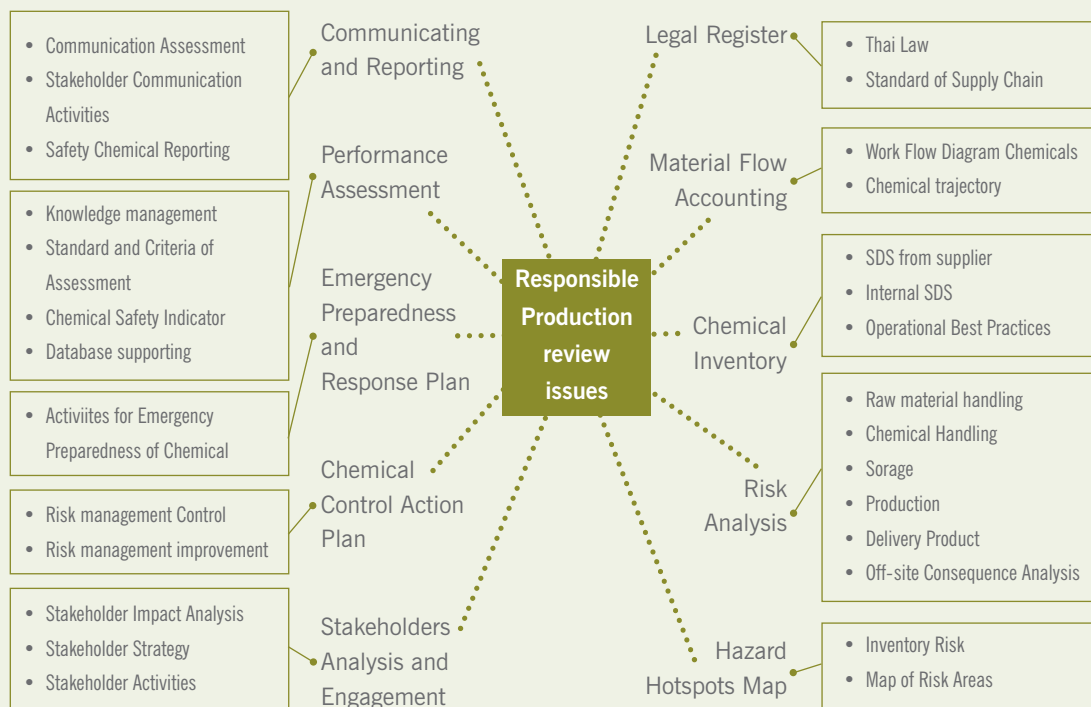 • Communication Assessment
• Stakeholder Communication
Activities
• Safety Chemical Reporting
Communicating
and Reporting
• Knowledge management
• Standard and Criteria of
Assessment
• Chemical Safety Indicator
• Database supporting
Performance
Assessment
• Activiites for Emergency
Preparedness of Chemical
Emergency
Preparedness
and
Response Plan
• Risk management Control
• Risk management improvement
Chemical
Control Action
Plan
• Stakeholder Impact Analysis
• Stakeholder Strategy
• Stakeholder Activities
Stakeholders
Analysis and
Engagement
Responsible
Production
review
issues
Legal Register
• Thai Law
• Standard of Supply Chain
Material Flow
Accounting
• Work Flow Diagram Chemicals
• Chemical trajectory
Chemical
Inventory
• SDS from supplier
• Internal SDS
• Operational Best Practices
Risk
Analysis
• Raw material handling
• Chemical Handling
• Sorage
• Production
• Delivery Product
• Off-site Consequence Analysis
Hazard
Hotspots Map
• Inventory Risk
• Map of Risk Areas